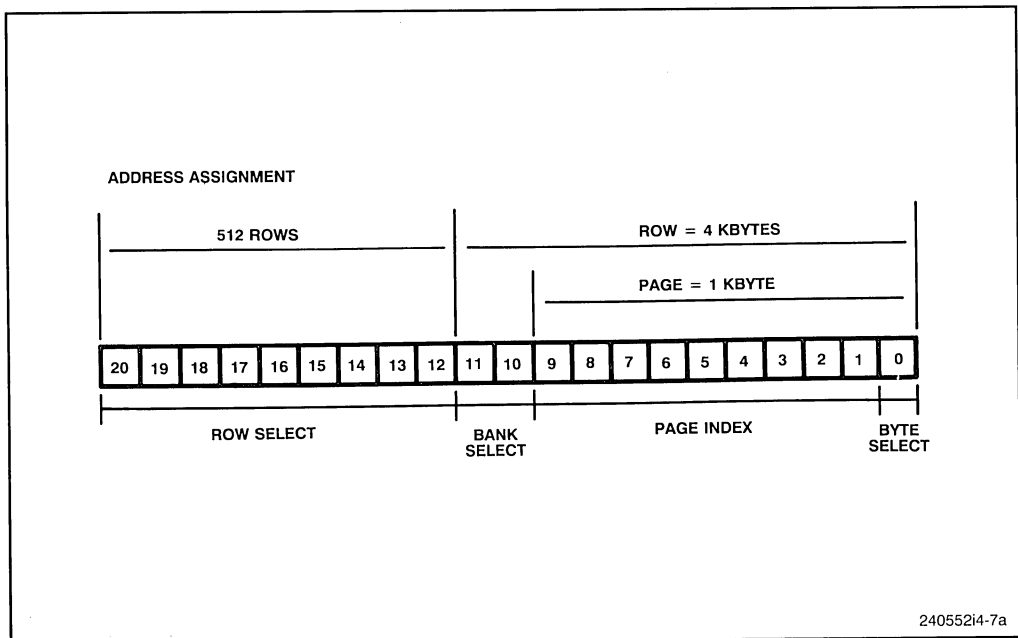 ADDRESS ASSIGNMENT
512 ROWS
ROW = 4 KBYTES
PAGE = 1 KBYTE
20 19 18 17 16 15 14 13 12 11 10 9 8 7 6 5 4 3 2 1 0
ROW SELECT
BANK
SELECT
PAGE INDEX
BYTE
SELECT
240552i4-7a